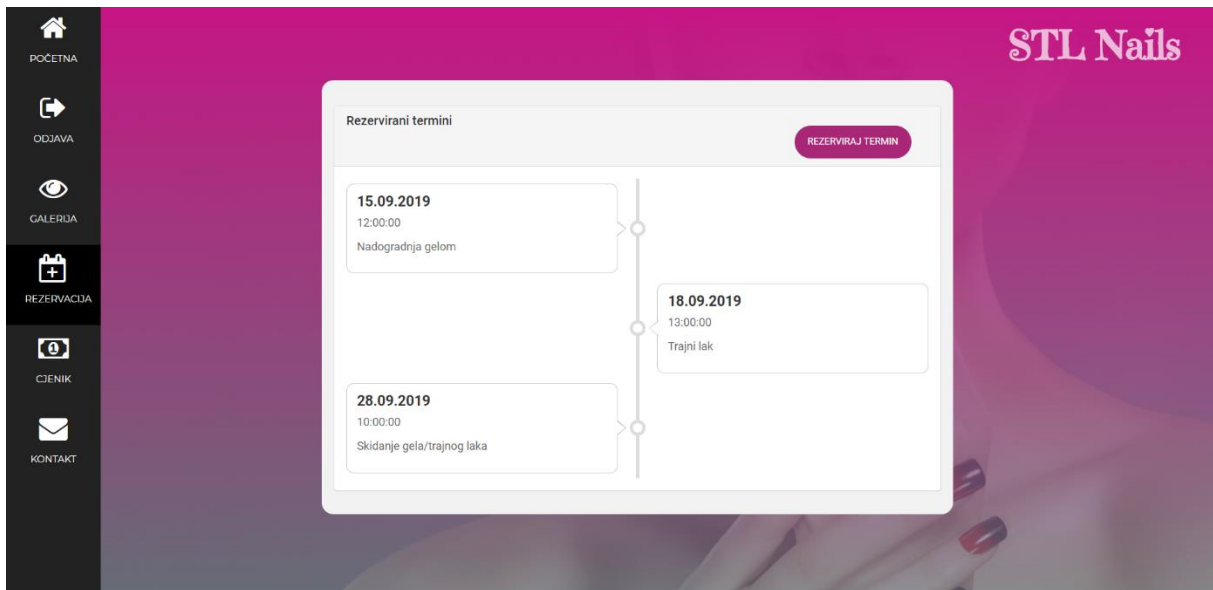 POČETNA
ODJAVA
GALERIJA
REZERVACIJA
CJENIK
KONTAKT
STL Nails
Rezervirani termini
REZERVIRAJ TERMIN
15.09.2019
12:00:00
Nadogradnja gelom
18.09.2019
13:00:00
Trajni lak
28.09.2019
10:00:00
Skidanje gela/trajnog laka